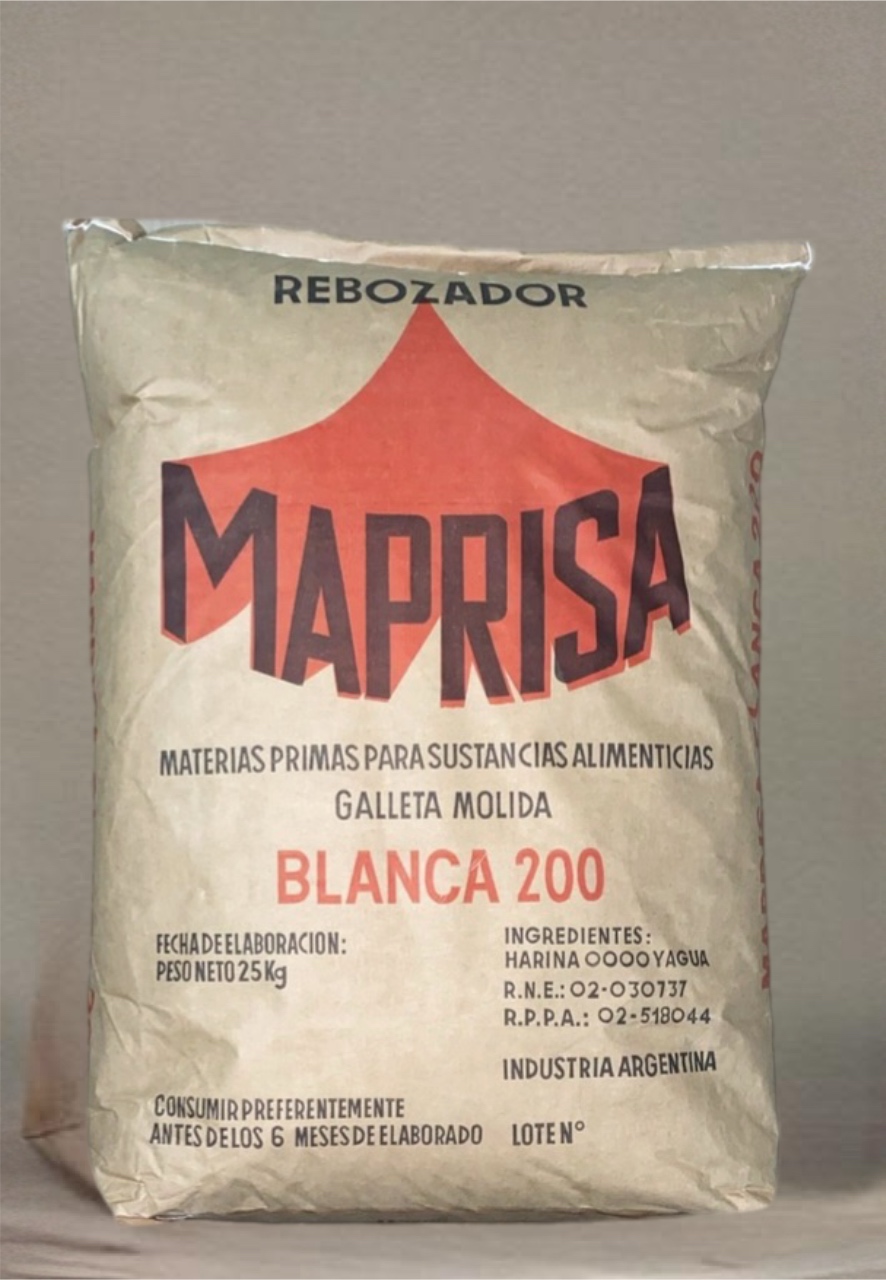 REBOZADOR
MAPRISA
MATERIAS PRIMAS PARA SUSTANCIAS ALIMENTICIAS
GALLETA MOLIDA
BLANCA 200
FECHA DE ELABORACION:
PESO NETO 25 Kg
INGREDIENTES:
HARINA 0000 Y AGUA
R.N.E.: 02-030737
R.P.P.A.: 02-518044
INDUSTRIA ARGENTINA
CONSUMIR PREFERENTEMENTE
ANTES DE LOS 6 MESES DE ELABORADO
LOTE Nº